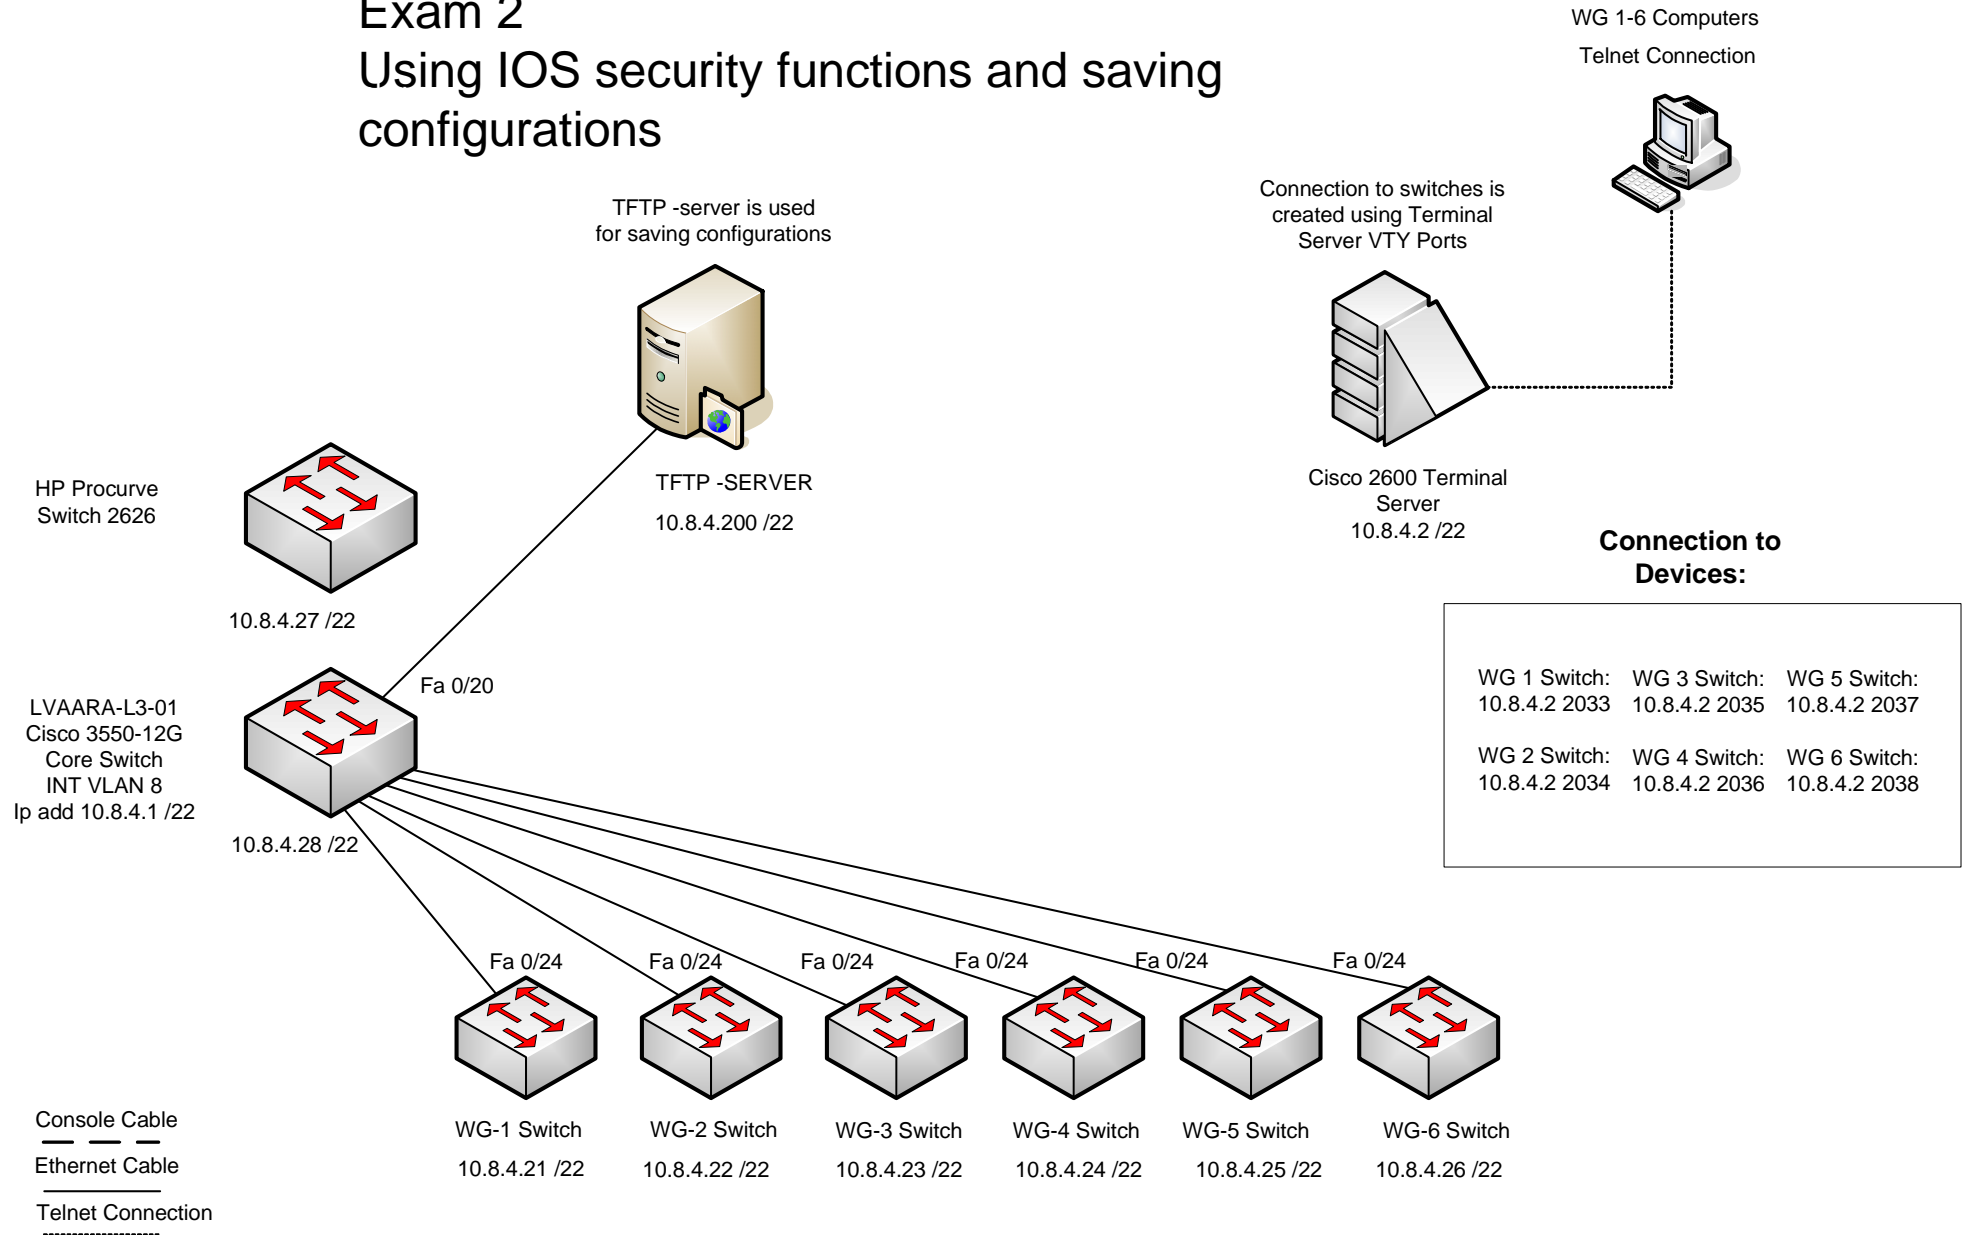 Exam 2
Using IOS security functions and saving
configurations
WG 1-6 Computers
Telnet Connection
TFTP -server is used
for saving configurations
Connection to switches is
created using Terminal
Server VTY Ports
HP Procurve
Switch 2626
10.8.4.27 /22
TFTP -SERVER
10.8.4.200 /22
Cisco 2600 Terminal
Server
10.8.4.2 /22
Connection to
Devices:
WG 1 Switch:
10.8.4.2 2033
WG 3 Switch:
10.8.4.2 2035
WG 5 Switch:
10.8.4.2 2037
WG 2 Switch:
10.8.4.2 2034
WG 4 Switch:
10.8.4.2 2036
WG 6 Switch:
10.8.4.2 2038
Fa 0/20
LVAARA-L3-01
Cisco 3550-12G
Core Switch
INT VLAN 8
Ip add 10.8.4.1 /22
10.8.4.28 /22
Fa 0/24
Fa 0/24
Fa 0/24
Fa 0/24
Fa 0/24
Fa 0/24
WG-1 Switch
10.8.4.21 /22
WG-2 Switch
10.8.4.22 /22
WG-3 Switch
10.8.4.23 /22
WG-4 Switch
10.8.4.24 /22
WG-5 Switch
10.8.4.25 /22
WG-6 Switch
10.8.4.26 /22
Console Cable
Ethernet Cable
Telnet Connection